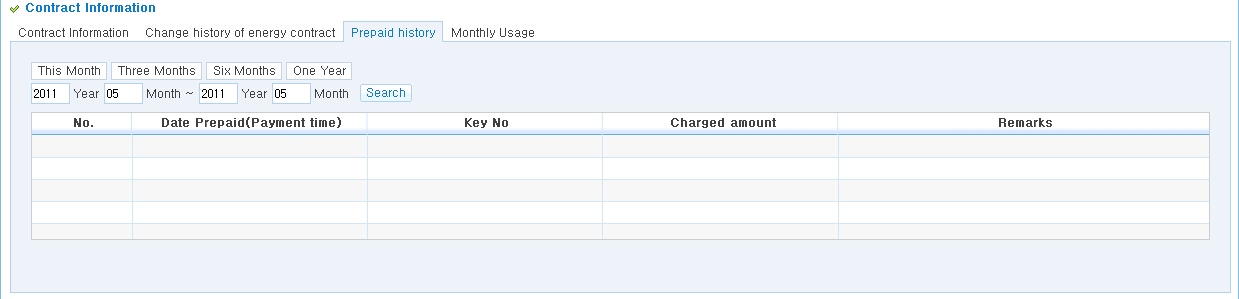 Contract Information
Contract Information Change history of energy contract Prepaid history Monthly Usage
This Month Three Months Six Months One Year
2011 Year 05 Month ~ 2011 Year 05 Month Search
No. Date Prepaid(Payment time) Key No Charged amount Remarks